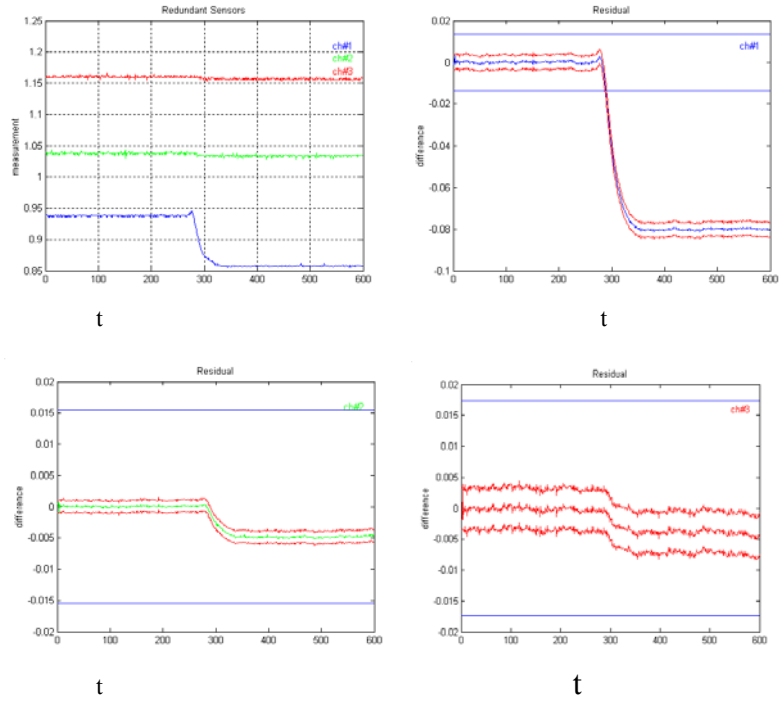 Redundant Sensors
1.25
1.2
1.15
1.1
1.05
1
0.95
0.9
0.85
measurement
ch#1
ch#2
ch#3
0 100 200 300 400 500 600
t
Residual
0.02
0
-0.02
-0.04
-0.06
-0.08
-0.1
difference
ch#1
0 100 200 300 400 500 600
t
Residual
0.02
0.015
0.01
0.005
0
-0.005
-0.01
-0.015
-0.02
difference
ch#2
0 100 200 300 400 500 600
t
Residual
0.02
0.015
0.01
0.005
0
-0.005
-0.01
-0.015
-0.02
difference
ch#3
0 100 200 300 400 500 600
t